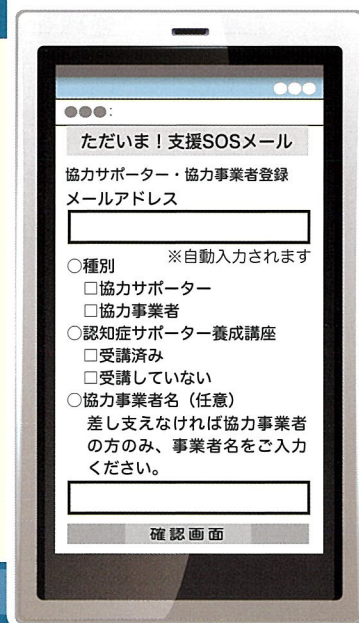 ●●●:
ただいま！支援SOSメール
協力サポーター・協力事業者登録
メールアドレス
※自動入力されます
○種別
□協力サポーター
□協力事業者
○認知症サポーター養成講座
□受講済み
□受講していない
○協力事業者名（任意）
差し支えなければ協力事業者
の方のみ、事業者名をご入力
ください。
確認画面